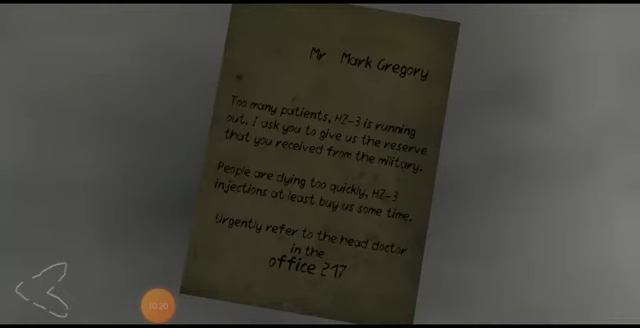 Mr Mark Gregory
Too many patients, HZ-3 is running
out. I ask you to give us the reserve
that you received from the military.
People are dying too quickly, HZ-3
injections at least buy us some time.
Urgently refer to the head doctor
in the
office 217
10:20